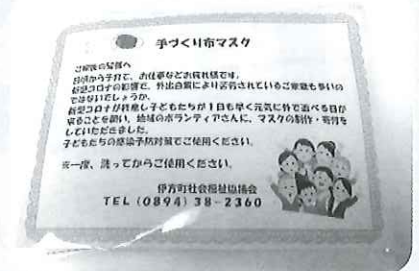 手づくり布マスク
ご家族の皆様へ
日頃から子育て、お仕事などお疲れ様です。
新型コロナの影響で、外出自粛により苦労されているご家庭も多いの
ではないでしょうか。
新型コロナが終息し子どもたちが1日も早く元気に外で遊べる日が
来ることを願い、地域のボランティアさんに、マスクの制作・寄付を
していただきました。
子どもたちの感染予防対策でご使用ください。
※一度、洗ってからご使用ください。
伊方町社会福祉協議会
TEL (0894) 38-2360